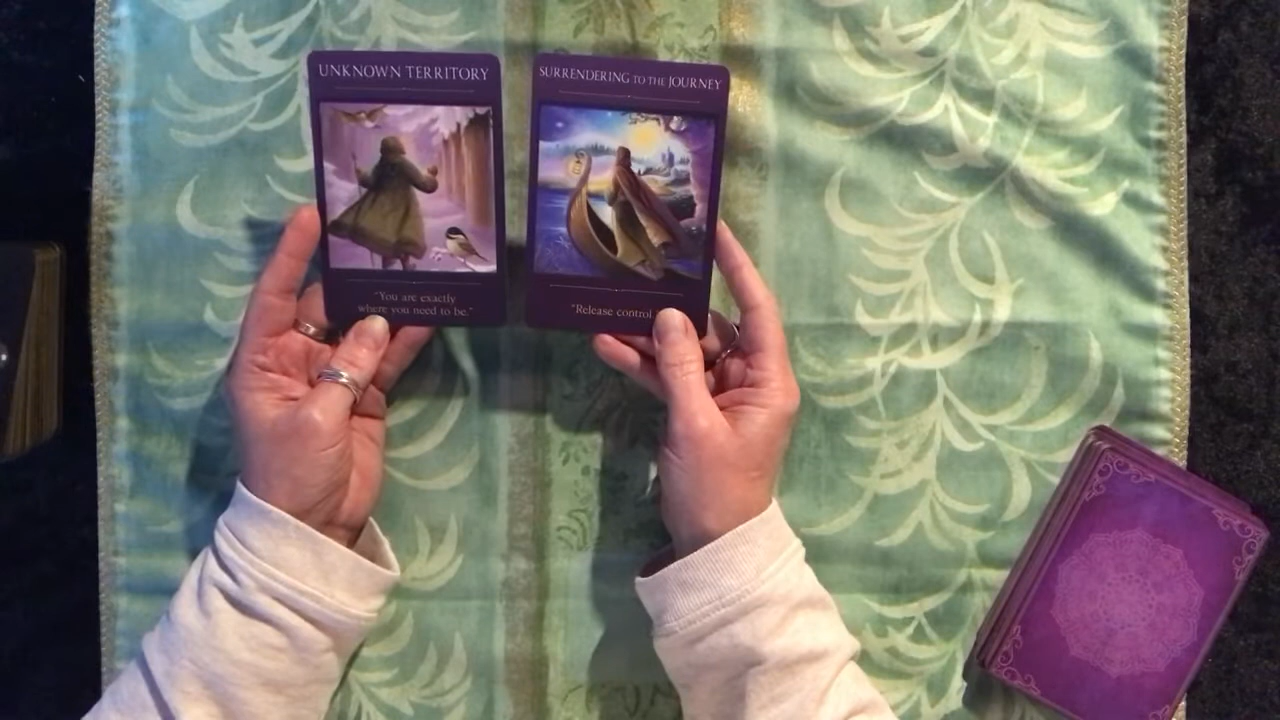 UNKNOWN TERRITORY
"You are exactly
where you need to be."
SURRENDERING TO THE JOURNEY
"Release control